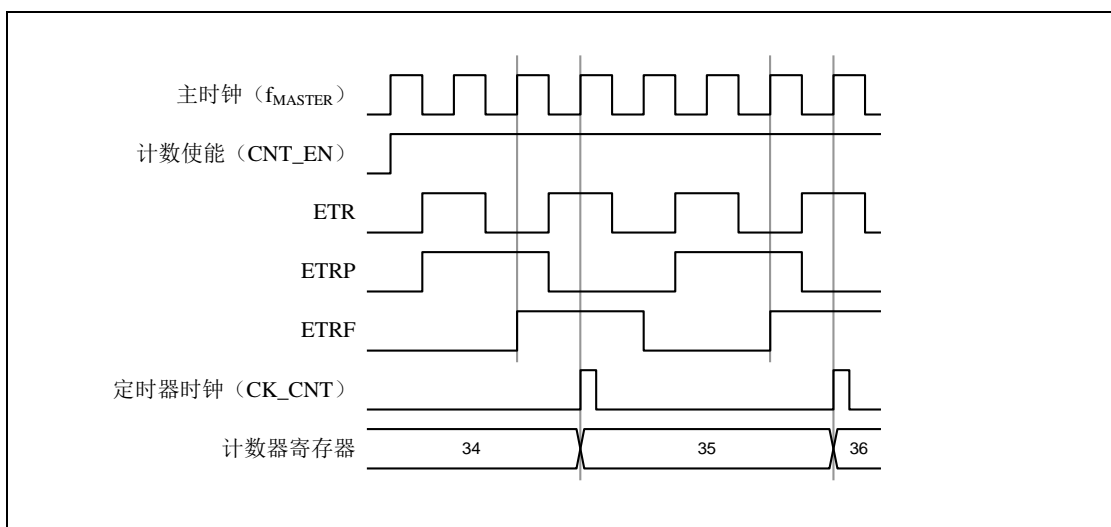 主时钟（fMASTER）
计数使能（CNT_EN）
ETR
ETRP
ETRF
定时器时钟（CK_CNT）
计数器寄存器 34 35 36